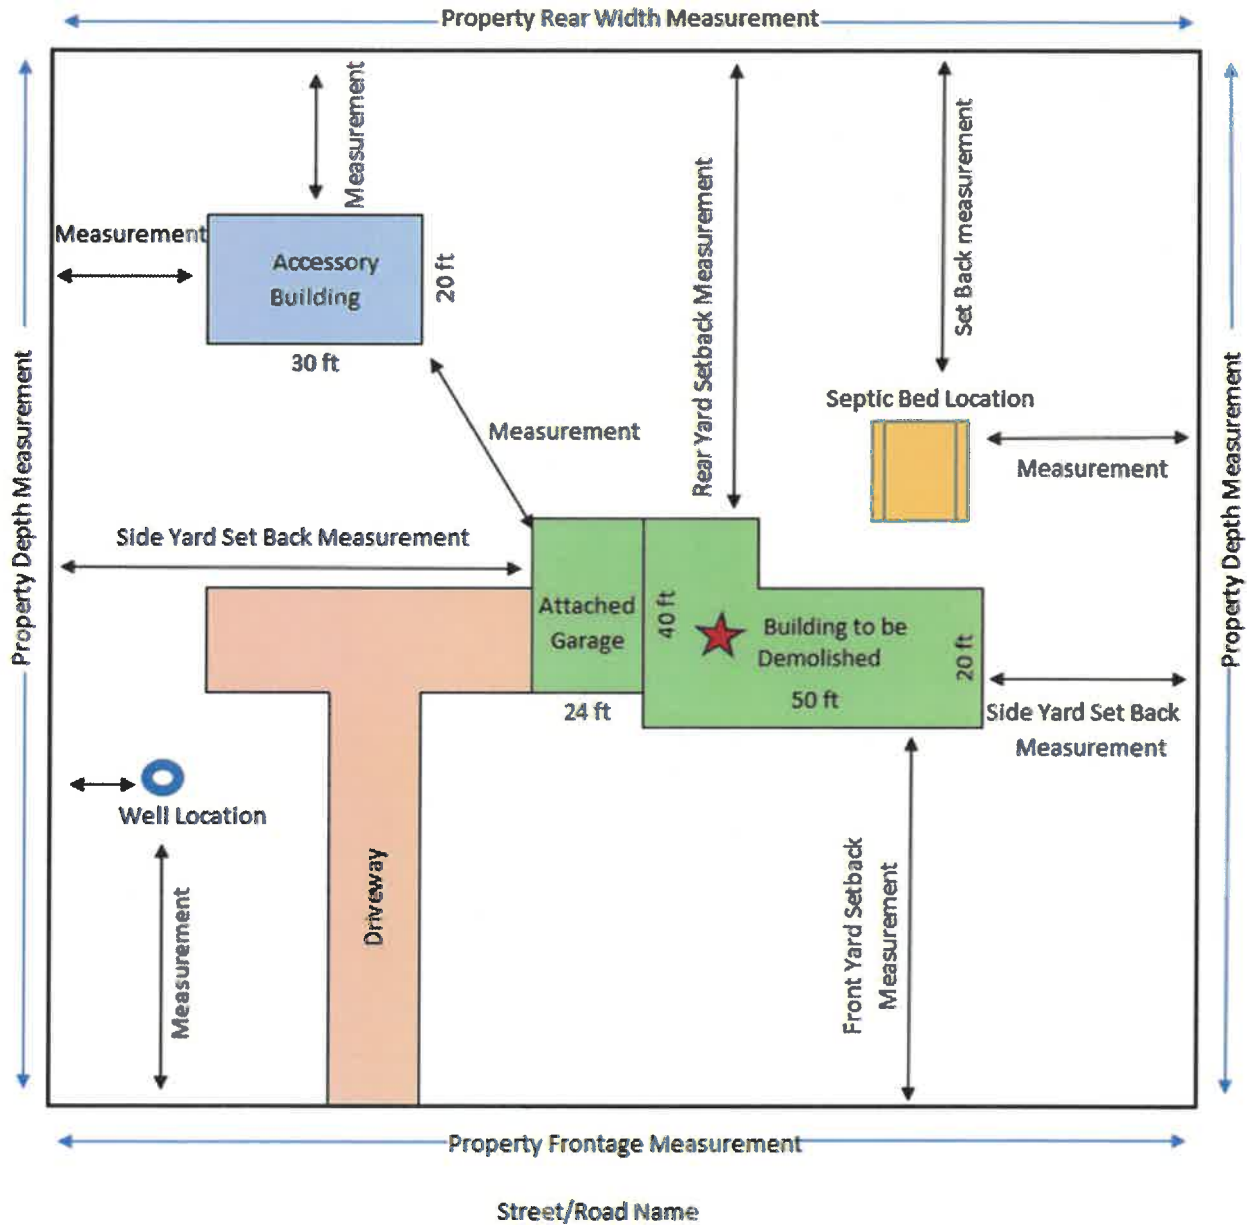 Property Rear Width Measurement
Measurement
Measurement
Accessory
Building
20 ft
30 ft
Rear Yard Setback Measurement
Set Back measurement
Septic Bed Location
Measurement
Measurement
Property Depth Measurement
Property Depth Measurement
Side Yard Set Back Measurement
Attached
Garage
40 ft
Building to be
Demolished
20 ft
50 ft
24 ft
Side Yard Set Back
Measurement
Well Location
Measurement
Driveway
Front Yard Setback
Measurement
Property Frontage Measurement
Street/Road Name